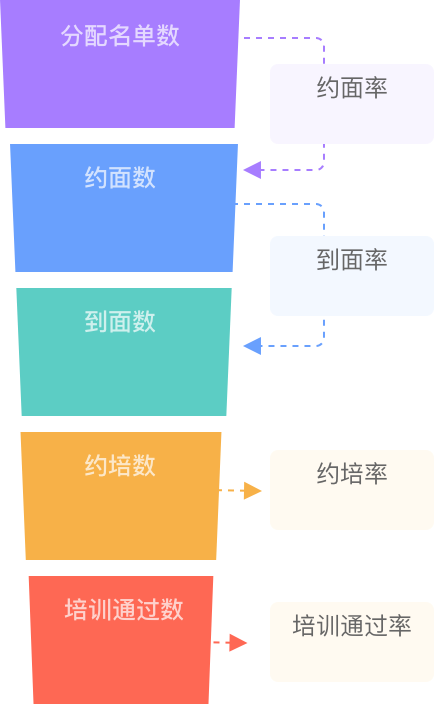 分配名单数
约面率
约面数
到面率
到面数
约培数
约培率
培训通过数
培训通过率